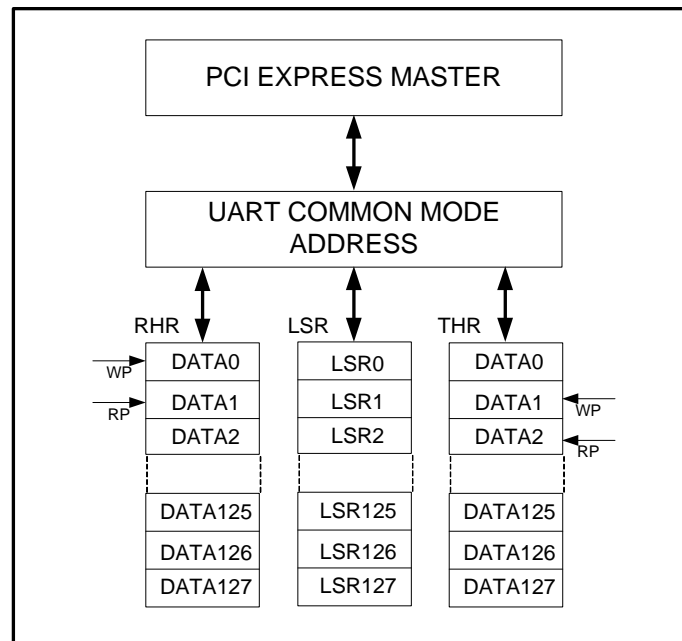 PCI EXPRESS MASTER
UART COMMON MODE
ADDRESS
RHR
LSR
THR
WP
RP
DATA0
DATA1
DATA2
DATA125
DATA126
DATA127
LSR0
LSR1
LSR2
LSR125
LSR126
LSR127
DATA0
DATA1
DATA2
DATA125
DATA126
DATA127
WP
RP